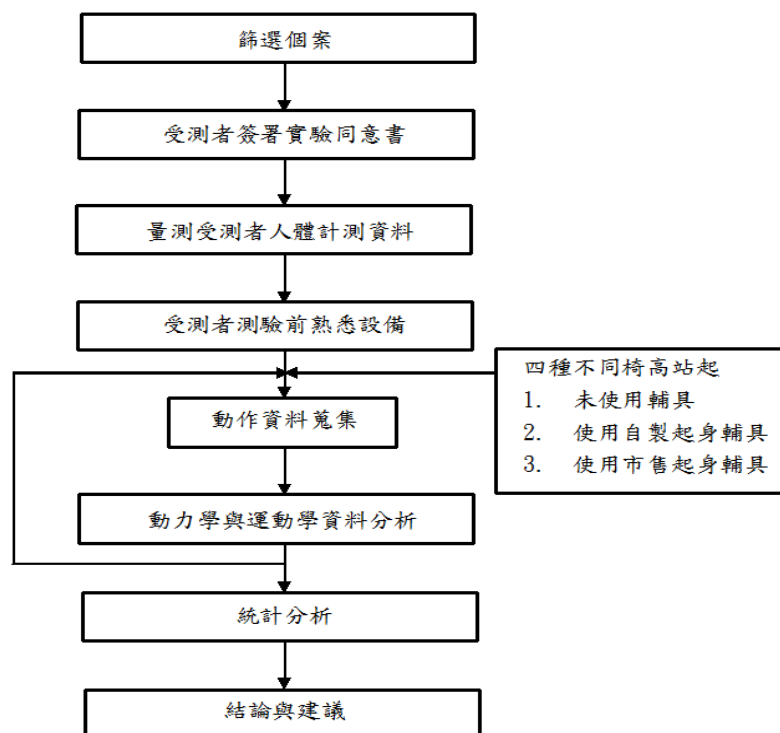 篩選個案
受測者簽署實驗同意書
量測受測者人體計測資料
受測者測驗前熟悉設備
四種不同椅高站起
1. 未使用輔具
2. 使用自製起身輔具
3. 使用市售起身輔具
動作資料蒐集
動力學與運動學資料分析
統計分析
結論與建議